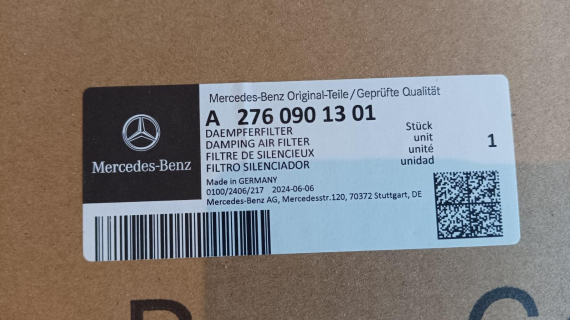 Mercedes-Benz Original-Teile/Geprüfte Qualität
A 276 090 13 01
DAEMPFERFILTER
DAMPING AIR FILTER
FILTRE DE SILENCIEUX
FILTRO SILENCIADOR
Stück
unit
unité
unidad
1
Mercedes-Benz
Made in GERMANY
0100/2406/217 2024-06-06
Mercedes-Benz AG, Mercedesstr.120, 70372 Stuttgart, DE